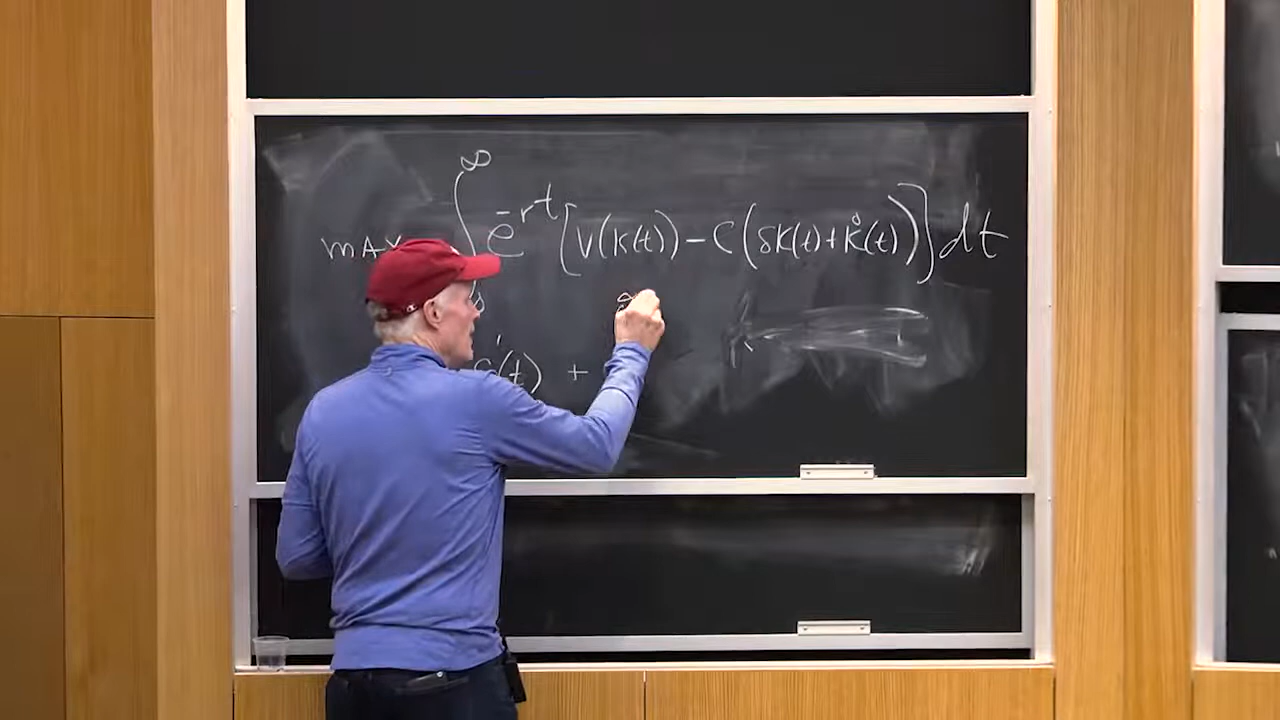 max ∫₀^∞ e^{-rt} [V(K(t)) - C(δK(t) + K̊(t))] dt
'(t) +